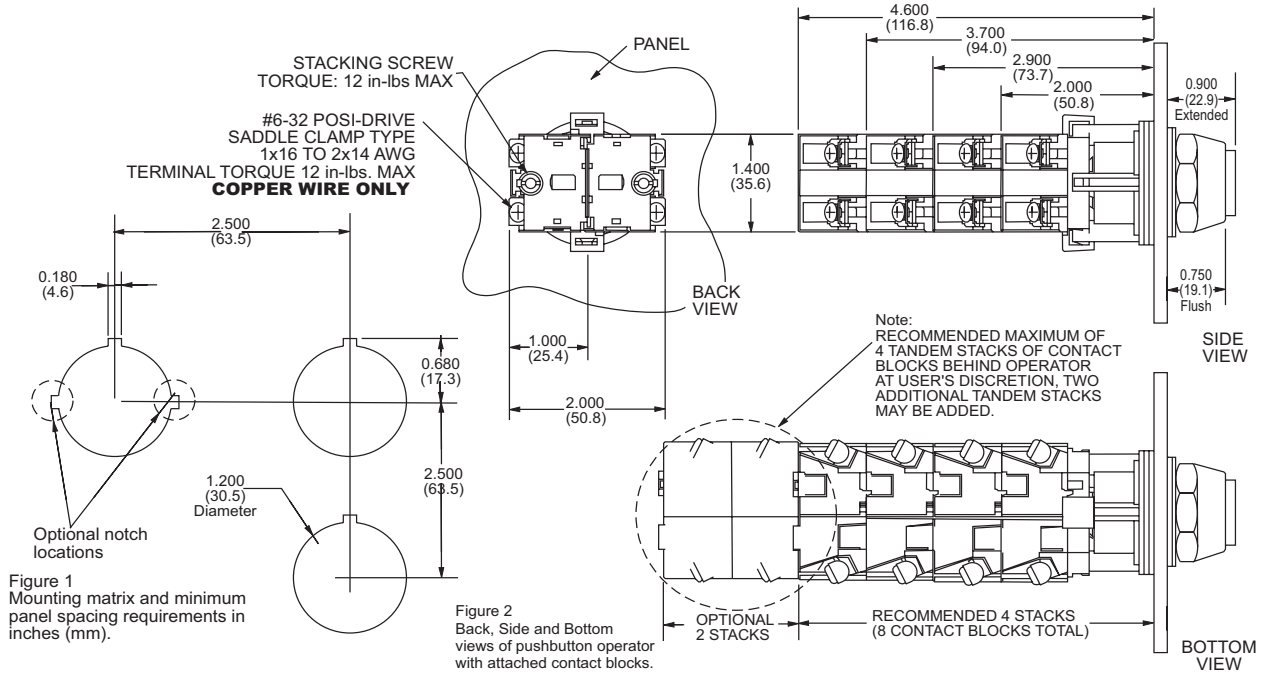 STACKING SCREW
TORQUE: 12 in-lbs MAX
#6-32 POSI-DRIVE
SADDLE CLAMP TYPE
1x16 TO 2x14 AWG
TERMINAL TORQUE 12 in-lbs. MAX
COPPER WIRE ONLY
PANEL
BACK
VIEW
1.000
(25.4)
2.000
(50.8)
1.400
(35.6)
4.600
(116.8)
3.700
(94.0)
2.900
(73.7)
2.000
(50.8)
0.900
(22.9)
Extended
0.750
(19.1)
Flush
SIDE
VIEW
2.500
(63.5)
0.180
(4.6)
0.680
(17.3)
2.500
(63.5)
1.200
(30.5)
Diameter
Optional notch
locations
Figure 1
Mounting matrix and minimum
panel spacing requirements in
inches (mm).
Note:
RECOMMENDED MAXIMUM OF
4 TANDEM STACKS OF CONTACT
BLOCKS BEHIND OPERATOR
AT USER'S DISCRETION, TWO
ADDITIONAL TANDEM STACKS
MAY BE ADDED.
Figure 2
Back, Side and Bottom
views of pushbutton operator
with attached contact blocks.
OPTIONAL
2 STACKS
RECOMMENDED 4 STACKS
(8 CONTACT BLOCKS TOTAL)
BOTTOM
VIEW